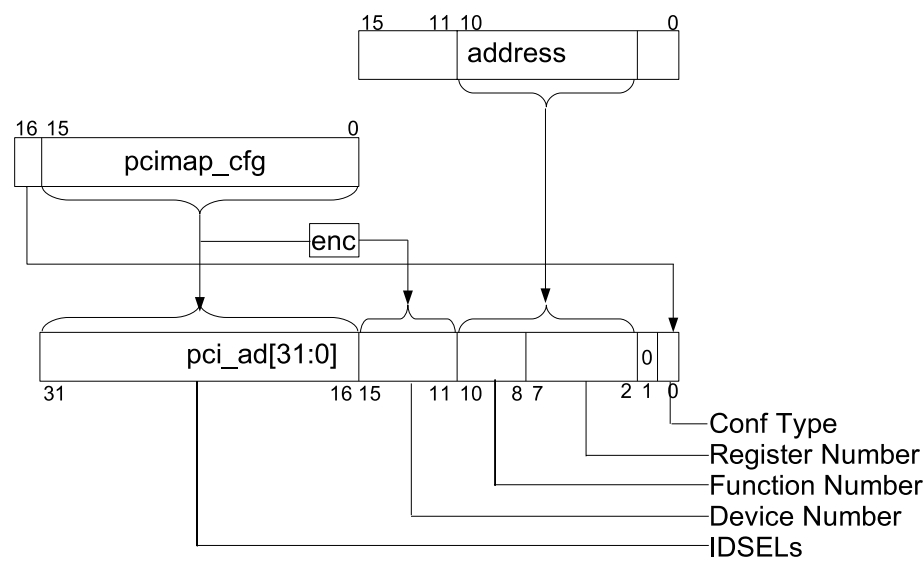 15 11 10 0
address
16 15 0
pcimap_cfg
enc
pci_ad[31:0] 0
31 16 15 11 10 8 7 2 1 0
Conf Type
Register Number
Function Number
Device Number
IDSELs